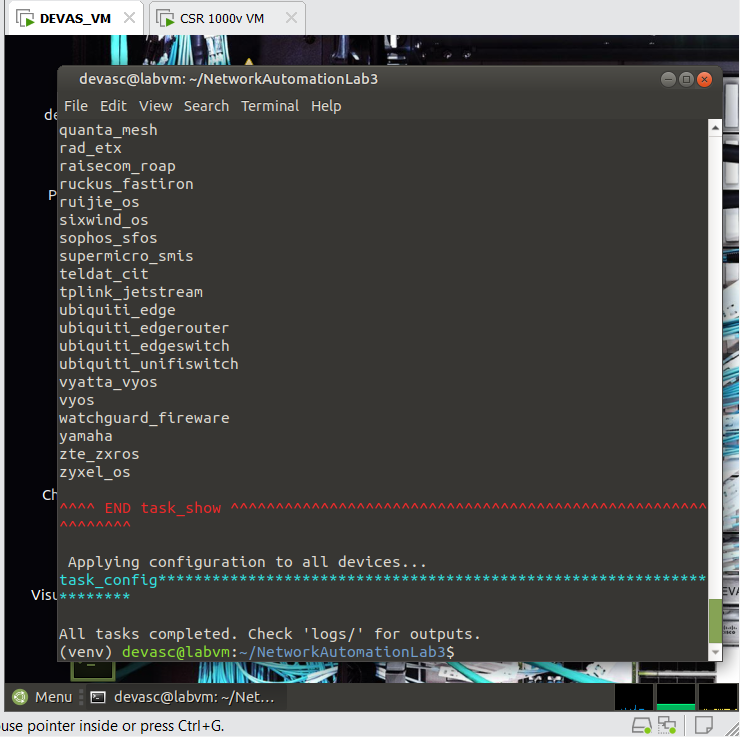 DEVAS_VM
CSR 1000v VM
devasc@labvm: ~/NetworkAutomationLab3
File Edit View Search Terminal Help
quanta_mesh
rad_etx
raisecom_roap
ruckus_fastiron
ruijie_os
sixwind_os
sophos_sfos
supermicro_smis
teldat_cit
tplink_jetstream
ubiquiti_edge
ubiquiti_edgerouter
ubiquiti_edgeswitch
ubiquiti_unifiswitch
vyatta_vyos
vyos
watchguard_fireware
yamaha
zte_zxros
zyxel_os
^^^^ END task_show ^^^^^^^^^^^^^^^^^^^^^^^^^^^^^^^^^^^^^^^^^^^^^^^^^^^^^
^^^^^^^^
Applying configuration to all devices...
task_config*************************************************************
********
All tasks completed. Check 'logs/' for outputs.
(venv) devasc@labvm:~/NetworkAutomationLab3$
Menu
devasc@labvm: ~/Net...
use pointer inside or press Ctrl+G.